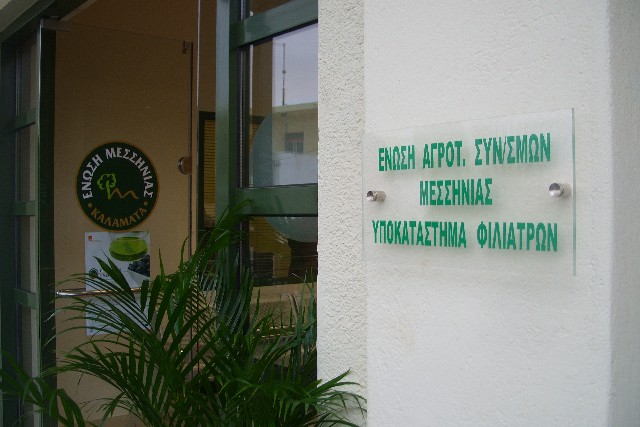 ΕΝΩΣΗ ΜΕΣΣΗΝΙΑΣ
• ΚΑΛΑΜΑΤΑ •
ΕΝΩΣΗ ΑΓΡΟΤ. ΣΥΝ/ΣΜΩΝ
ΜΕΣΣΗΝΙΑΣ
ΥΠΟΚΑΤΑΣΤΗΜΑ ΦΙΛΙΑΤΡΩΝ